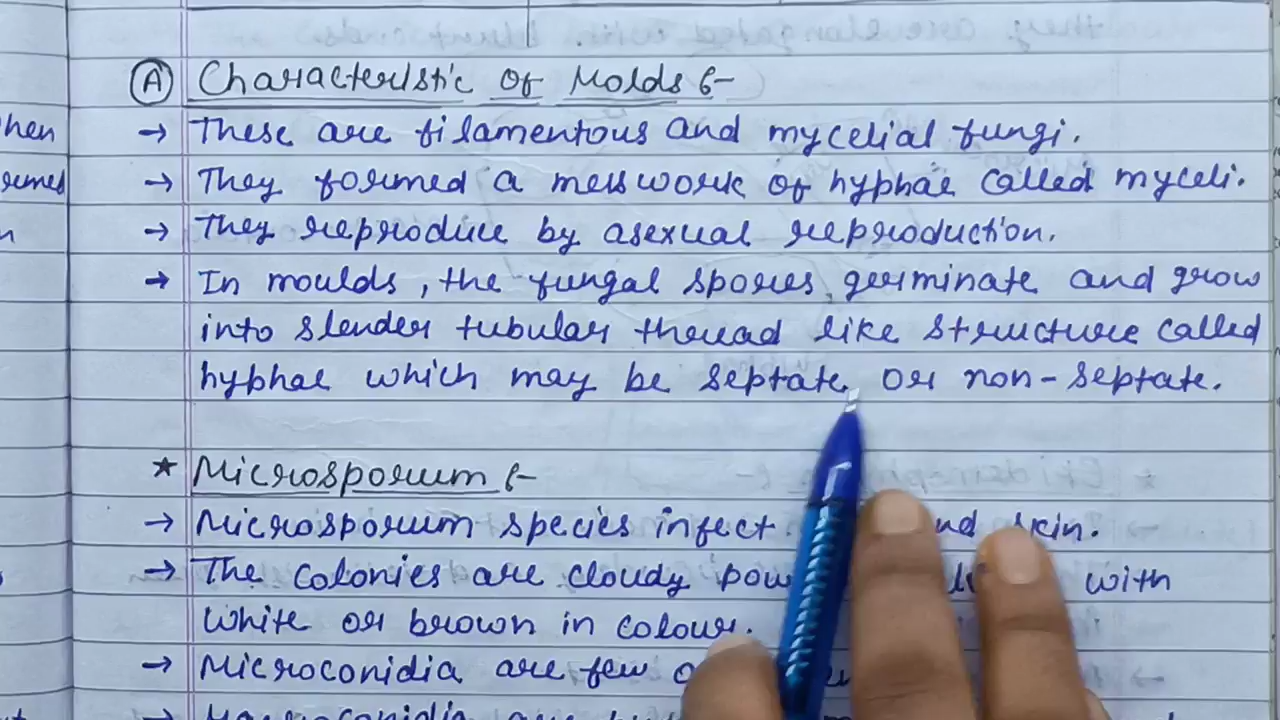 Ⓐ Characteristic of Molds :-
→ These are filamentous and mycelial fungi.
→ They formed a messwork of hyphae called myceli.
→ They reproduce by asexual reproduction.
→ In moulds, the fungal spores germinate and grow
into slender tubular thread like structure called
hyphae which may be septate or non-septate.
* Microsporum :-
→ Microsporum species infect skin.
→ The colonies are cloudy with
white or brown in colour.
→ Microconidia are few